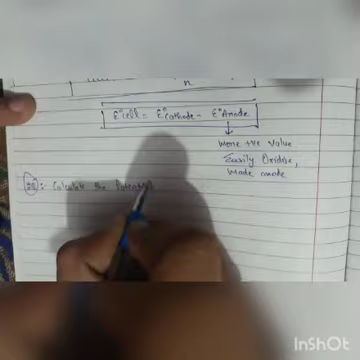 n
E°cell = E°Cathode - E°Anode
more +ve value
Easily Oxidise,
made anode
Calculate the Potential
InShOt